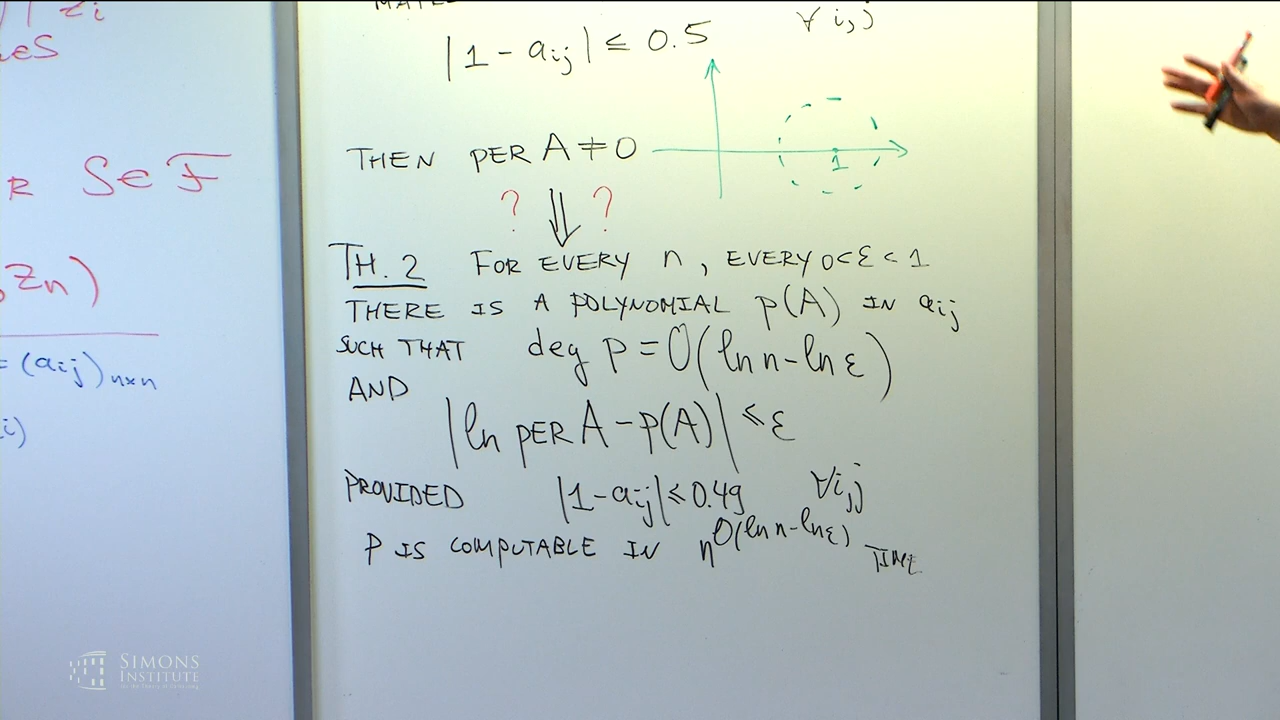 ∏ z_i
i∈S
R S∈F
, z_n)
= (a_ij)_{n×n}
|1 - a_ij| ≤ 0.5 ∀ i,j
THEN PER A ≠ 0
1
? ⇓ ?
TH. 2 FOR EVERY n, EVERY 0<ε<1
THERE IS A POLYNOMIAL p(A) IN a_ij
SUCH THAT deg p = O(ln n - ln ε)
AND
|ln PER A - p(A)| ≤ ε
PROVIDED |1-a_ij| ≤ 0.49 ∀i,j
P IS COMPUTABLE IN n^{O(ln n - ln ε)} TIME
SIMONS
INSTITUTE